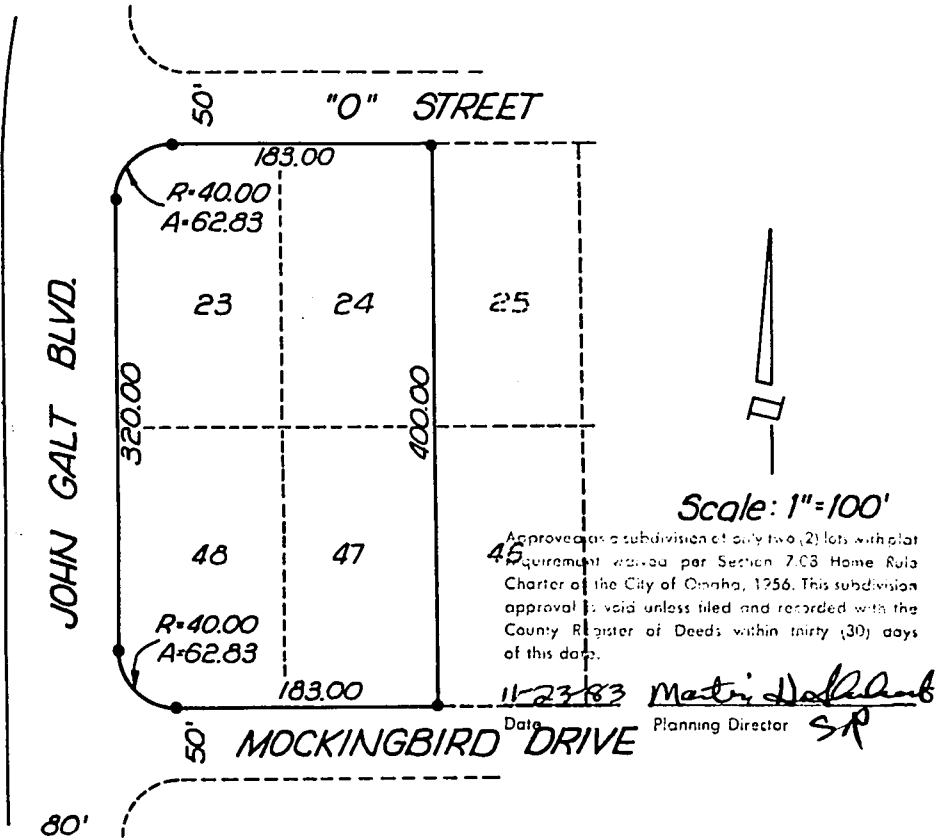 50'
"O" STREET
183.00
R=40.00
A=62.83
23
24
25
JOHN GALT BLVD.
320.00
400.00
Scale: 1"=100'
48
47
46
Approved as a subdivision of only two (2) lots with plat
requirement waived per Section 7.03 Home Rule
Charter of the City of Omaha, 1956. This subdivision
approval is void unless filed and recorded with the
County Register of Deeds within thirty (30) days
of this date.
R=40.00
A=62.83
183.00
11-23-83 Martin
Date Planning Director SR
50'
MOCKINGBIRD DRIVE
80'